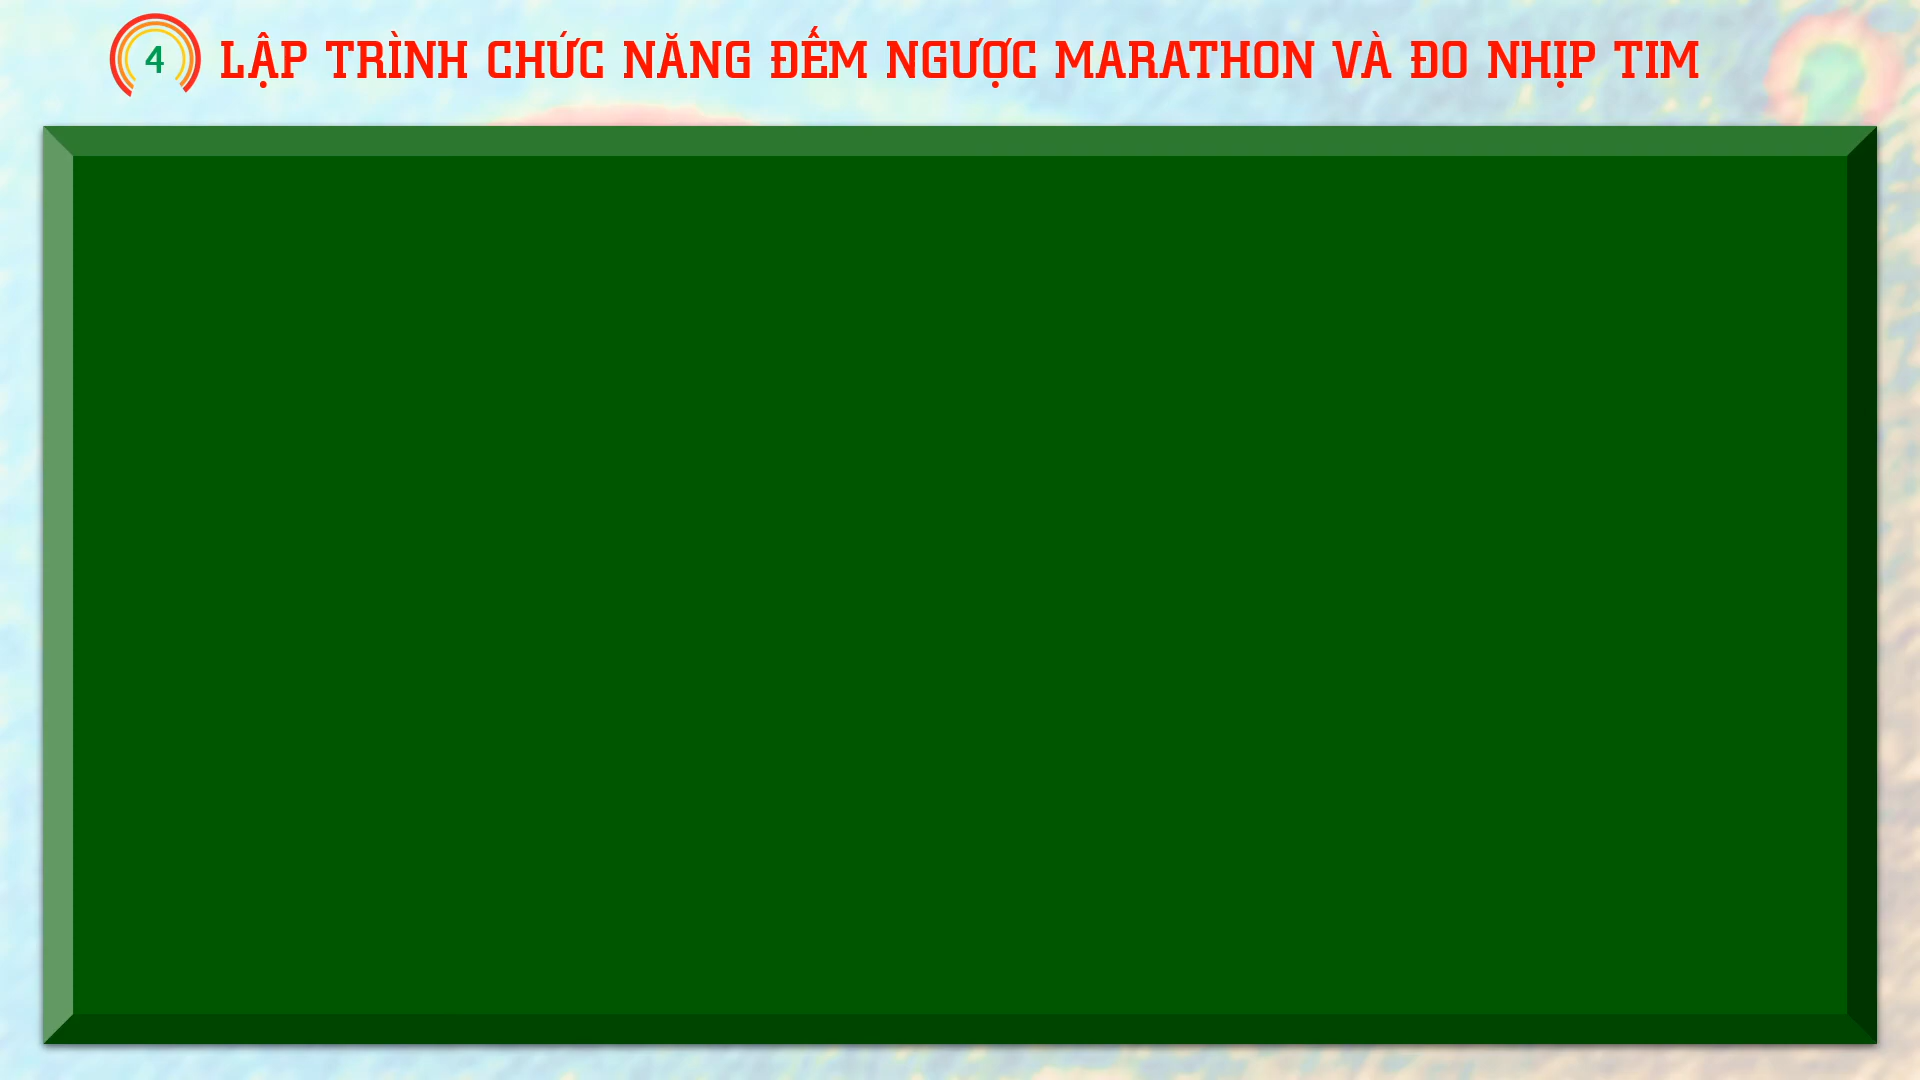 4
LẬP TRÌNH CHỨC NĂNG ĐẾM NGƯỢC MARATHON VÀ ĐO NHỊP TIM